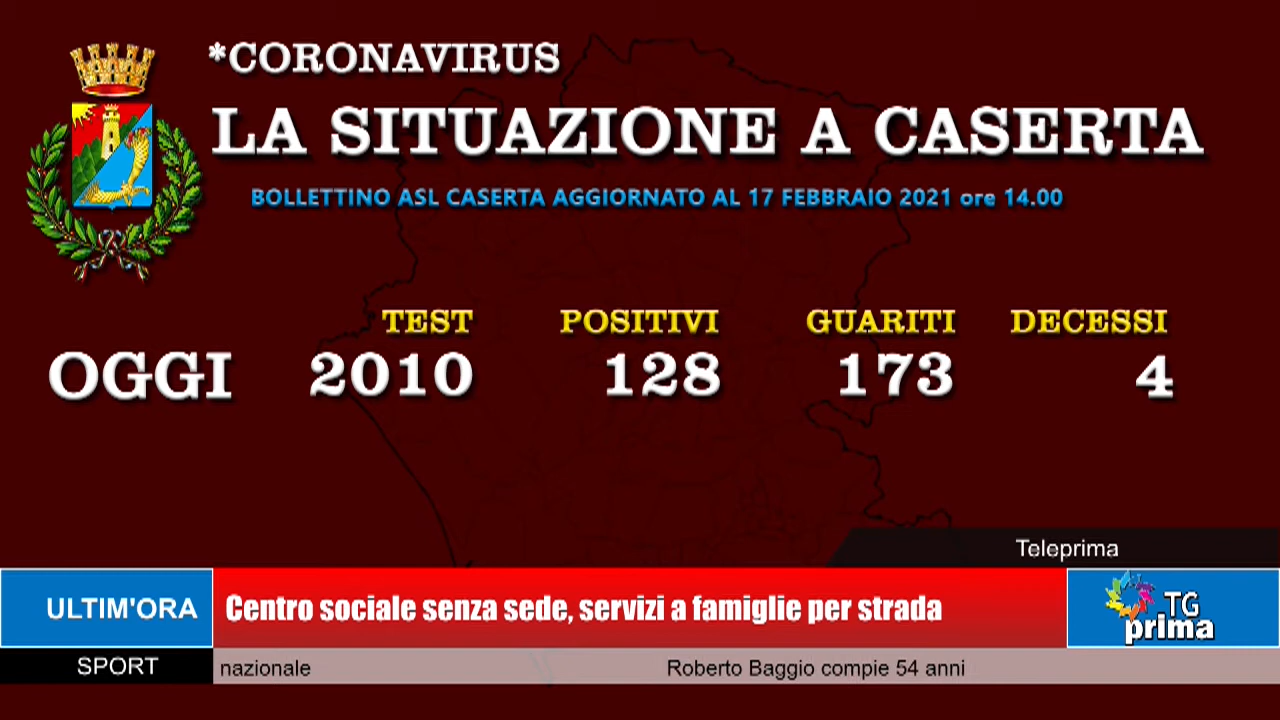 *CORONAVIRUS
LA SITUAZIONE A CASERTA
BOLLETTINO ASL CASERTA AGGIORNATO AL 17 FEBBRAIO 2021 ore 14.00
TEST POSITIVI GUARITI DECESSI
OGGI 2010 128 173 4
Teleprima
ULTIM'ORA Centro sociale senza sede, servizi a famiglie per strada
TG
prima
SPORT nazionale Roberto Baggio compie 54 anni